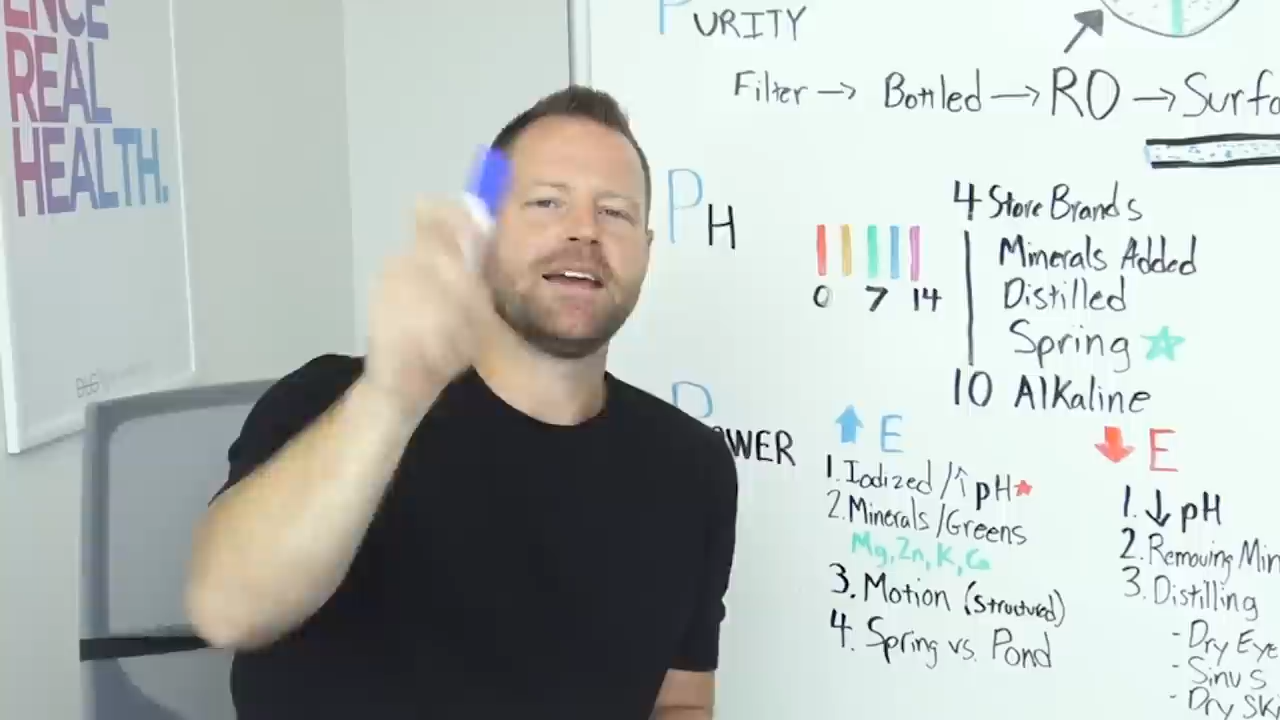 REAL
HEALTH.
PURITY
Filter → Bottled → RO → Surfa
PH
0 7 14
4 Store Brands
Minerals Added
Distilled
Spring
10 Alkaline
POWER
↑ E
1. Iodized /↑ pH
2. Minerals/Greens
Mg, Zn, K, Ca
3. Motion (structured)
4. Spring vs. Pond
↓ E
1. ↓ pH
2. Removing Min
3. Distilling
- Dry Eye
- Sinus
- Dry Sk